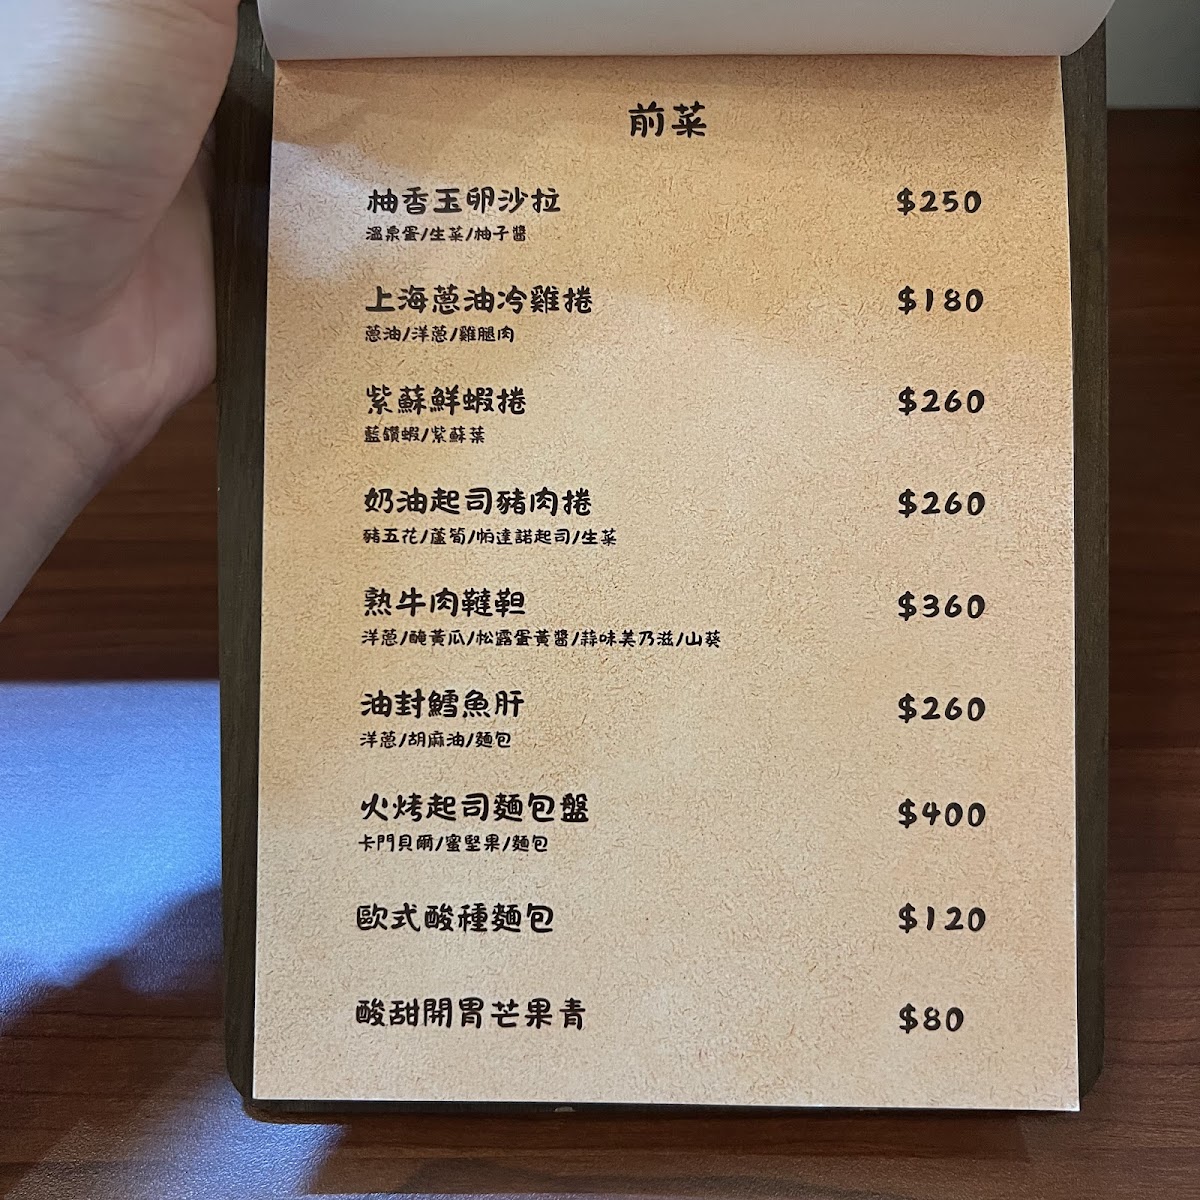 前菜
柚香玉卵沙拉 $250
溫泉蛋/生菜/柚子醬
上海蔥油冷雞捲 $180
蔥油/洋蔥/雞腿肉
紫蘇鮮蝦捲 $260
藍鑽蝦/紫蘇葉
奶油起司豬肉捲 $260
豬五花/蘆筍/帕達諾起司/生菜
熟牛肉韃靼 $360
洋蔥/醃黃瓜/松露蛋黃醬/蒜味美乃滋/山葵
油封鱈魚肝 $260
洋蔥/胡麻油/麵包
火烤起司麵包盤 $400
卡門貝爾/蜜堅果/麵包
歐式酸種麵包 $120
酸甜開胃芒果青 $80